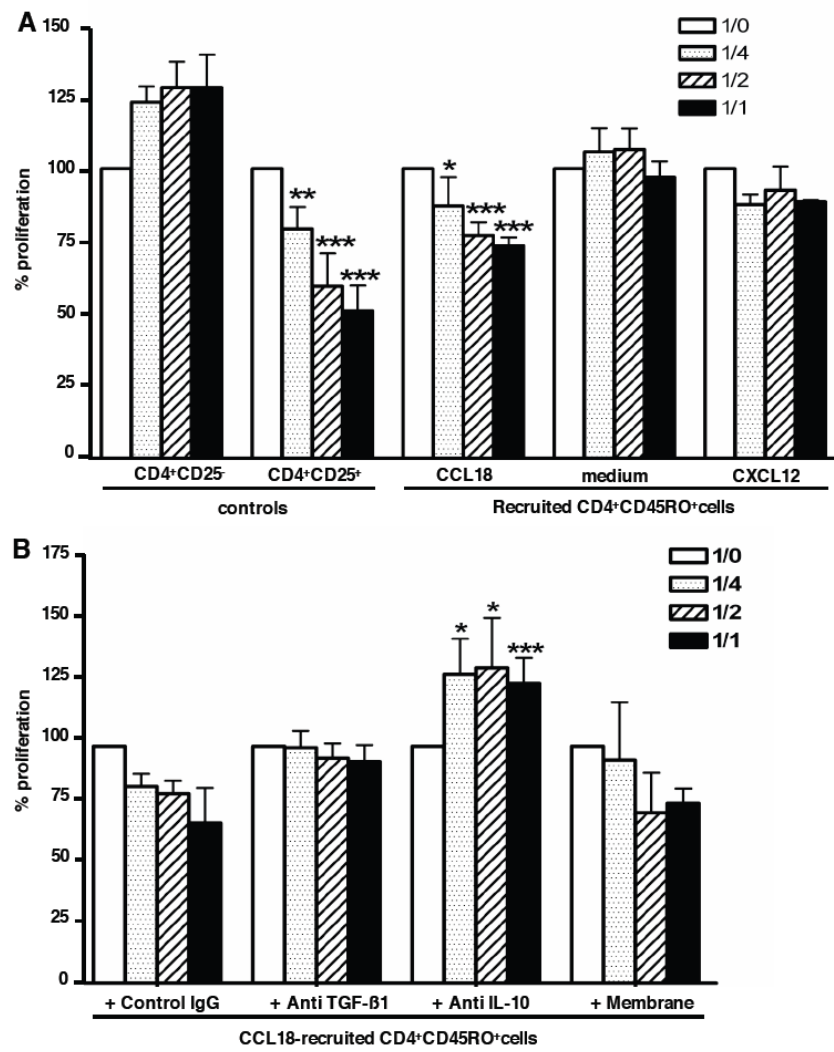 A
150
125
100
75
50
25
0
% proliferation
1/0
1/4
1/2
1/1
* ** *** *** *** ***
CD4⁺CD25⁻ CD4⁺CD25⁺ CCL18 medium CXCL12
controls Recruited CD4⁺CD45RO⁺cells
B
175
150
125
100
75
50
25
0
% proliferation
1/0
1/4
1/2
1/1
* * ***
+ Control IgG + Anti TGF-ß1 + Anti IL-10 + Membrane
CCL18-recruited CD4⁺CD45RO⁺cells